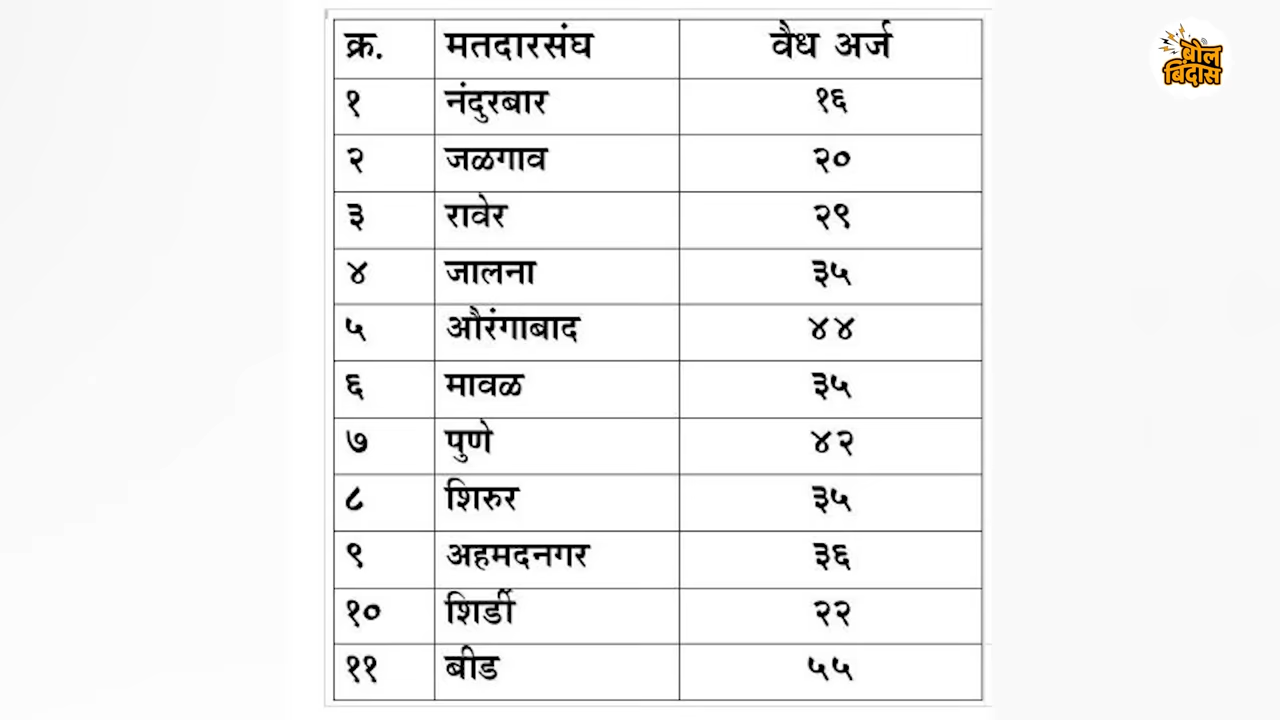 क्र. मतदारसंघ वैध अर्ज
१ नंदुरबार १६
२ जळगाव २०
३ रावेर २९
४ जालना ३५
५ औरंगाबाद ४४
६ मावळ ३५
७ पुणे ४२
८ शिरुर ३५
९ अहमदनगर ३६
१० शिर्डी २२
११ बीड ५५
बोल
बिंदास